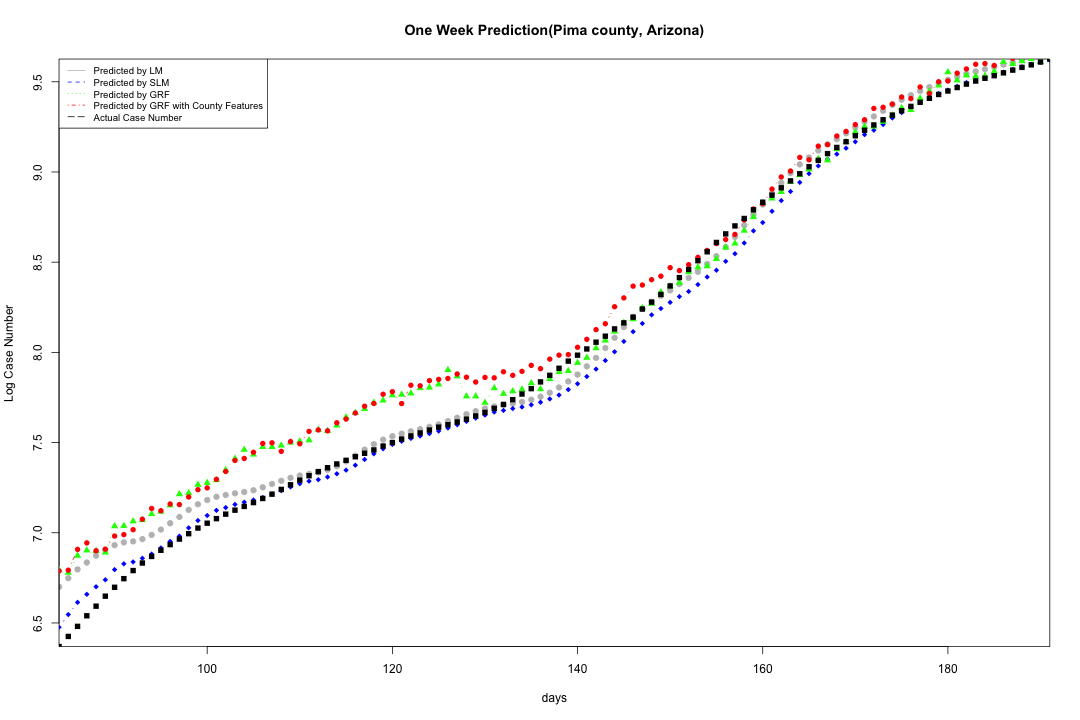 One Week Prediction(Pima county, Arizona)
Predicted by LM
Predicted by SLM
Predicted by GRF
Predicted by GRF with County Features
Actual Case Number
9.5
9.0
8.5
8.0
7.5
7.0
6.5
Log Case Number
100 120 140 160 180
days